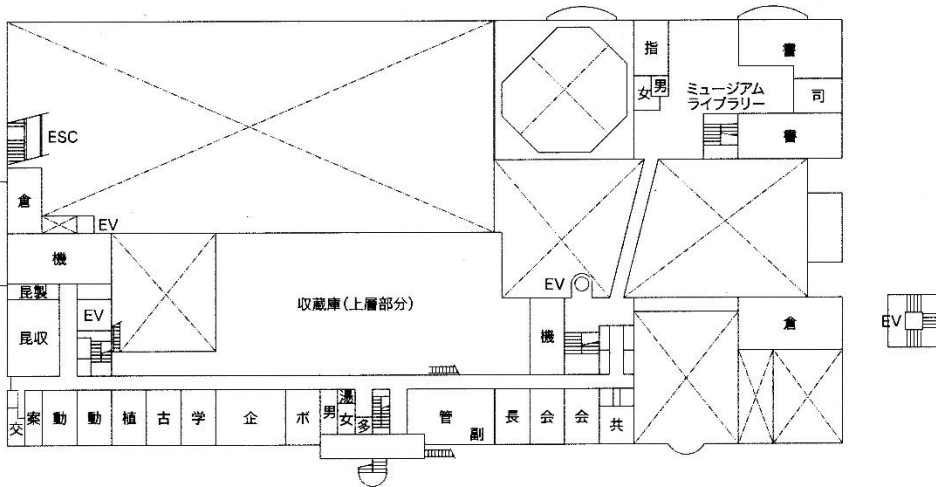 指
書
女
男
ミュージアム
ライブラリー
司
ESC
書
倉
EV
機
EV
昆製
収蔵庫(上層部分)
EV
昆収
機
倉
EV
交
案
動
動
植
古
学
企
ボ
男
湯
女
多
管
副
長
会
会
共